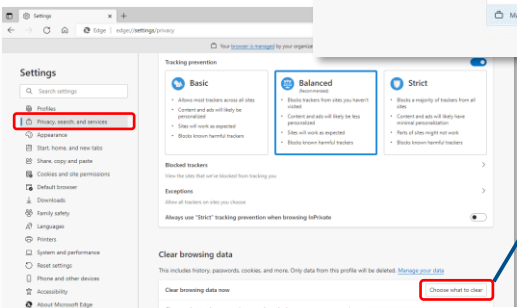 Settings
Edge | edge://settings/privacy
Your browser is managed by your organiza
Settings
Search settings
Profiles
Privacy, search, and services
Appearance
Start, home, and new tabs
Share, copy and paste
Cookies and site permissions
Default browser
Downloads
Family safety
Languages
Printers
System and performance
Reset settings
Phone and other devices
Accessibility
About Microsoft Edge
Tracking prevention
Basic
• Allows most trackers across all sites
• Content and ads will likely be
personalized
• Sites will work as expected
• Blocks known harmful trackers
Balanced
(Recommended)
• Blocks trackers from sites you haven't
visited
• Content and ads will likely be less
personalized
• Sites will work as expected
• Blocks known harmful trackers
Strict
• Blocks a majority of trackers from all
sites
• Content and ads will likely have
minimal personalization
• Parts of sites might not work
• Blocks known harmful trackers
Blocked trackers
View the sites that we've blocked from tracking you
Exceptions
Allow all trackers on sites you choose
Always use "Strict" tracking prevention when browsing InPrivate
Clear browsing data
This includes history, passwords, cookies, and more. Only data from this profile will be deleted. Manage your data
Clear browsing data now
Choose what to clear